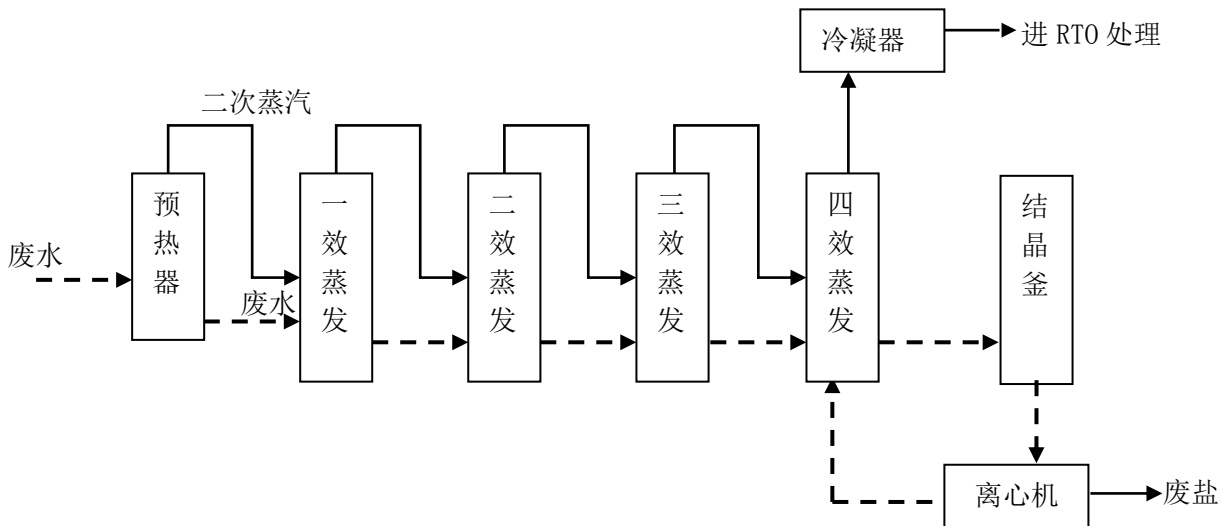 冷凝器
进 RTO 处理
二次蒸汽
预热器
一效蒸发
二效蒸发
三效蒸发
四效蒸发
结晶釜
废水
废水
离心机
废盐